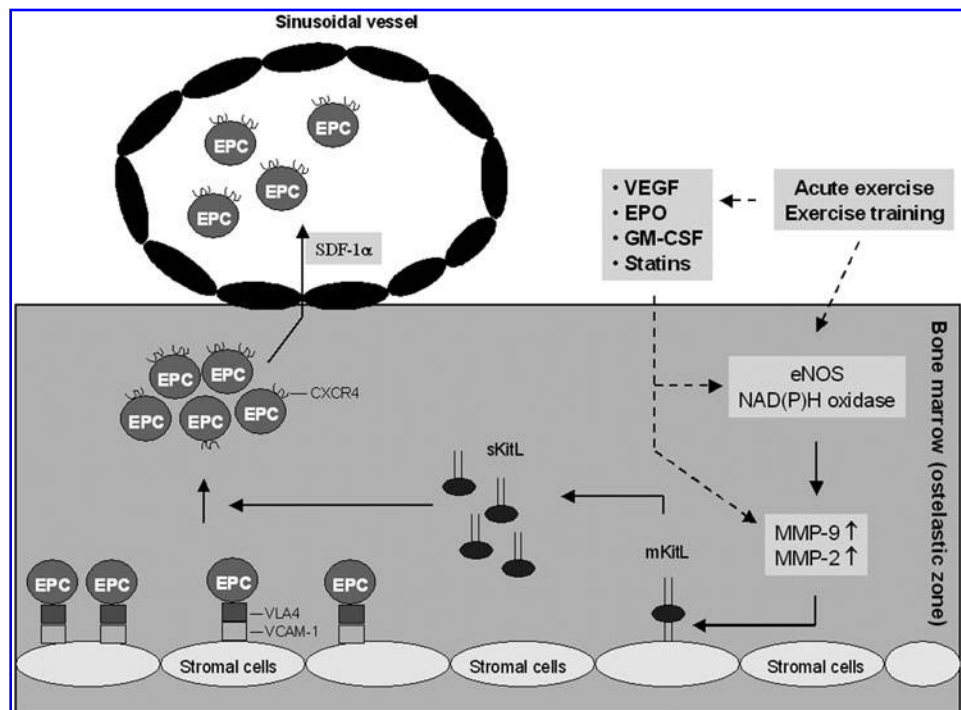 Sinusoidal vessel
EPC
EPC
EPC
EPC
SDF-1α
• VEGF
• EPO
• GM-CSF
• Statins
Acute exercise
Exercise training
Bone marrow (ostelastic zone)
eNOS
NAD(P)H oxidase
EPC
EPC
EPC
EPC
EPC
CXCR4
sKitL
mKitL
MMP-9 ↑
MMP-2 ↑
EPC
EPC
EPC
EPC
VLA4
VCAM-1
Stromal cells
Stromal cells
Stromal cells